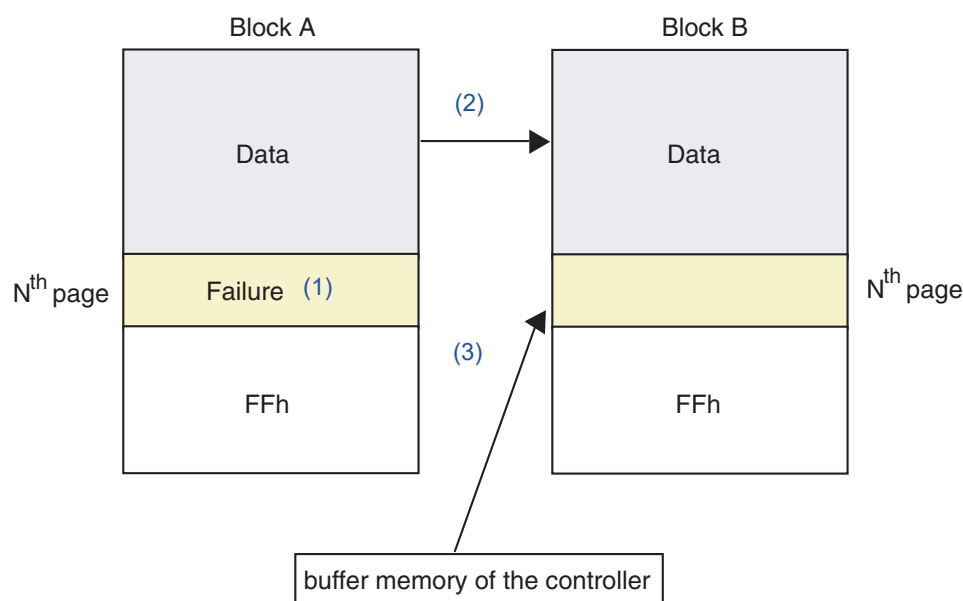 Block A
Block B
(2)
Data
Data
Nth page
Failure (1)
Nth page
(3)
FFh
FFh
buffer memory of the controller